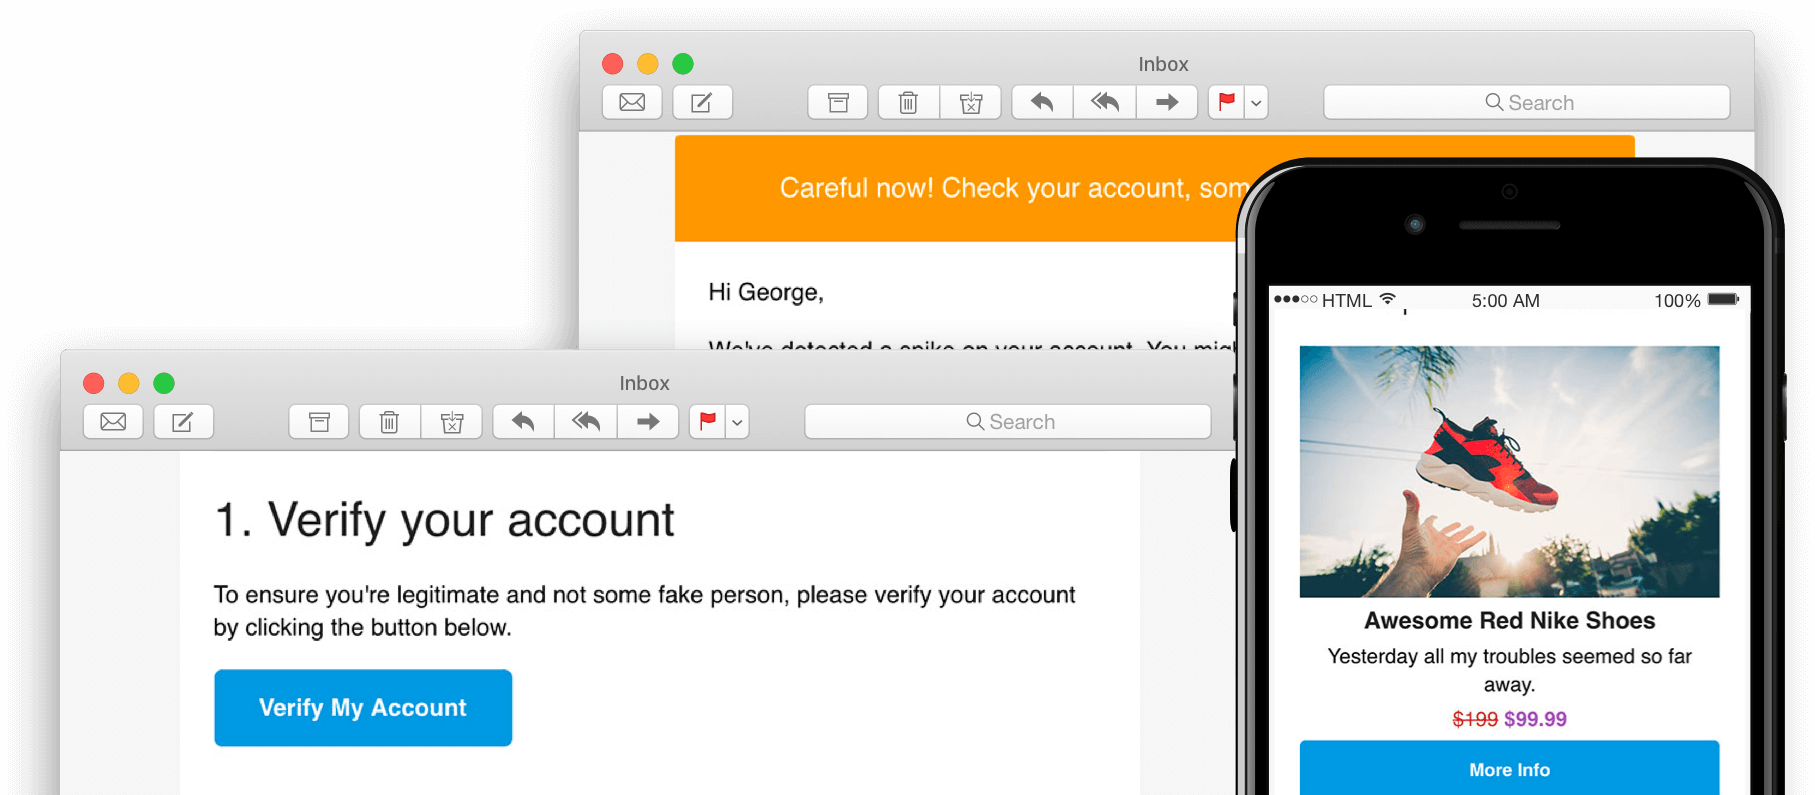 Inbox
Search
Careful now! Check your account, som
Hi George,
We've detected a spike on your account. You
Inbox
Search
1. Verify your account
To ensure you're legitimate and not some fake person, please verify your account
by clicking the button below.
Verify My Account
HTML 5:00 AM 100%
Awesome Red Nike Shoes
Yesterday all my troubles seemed so far
away.
$199 $99.99
More Info